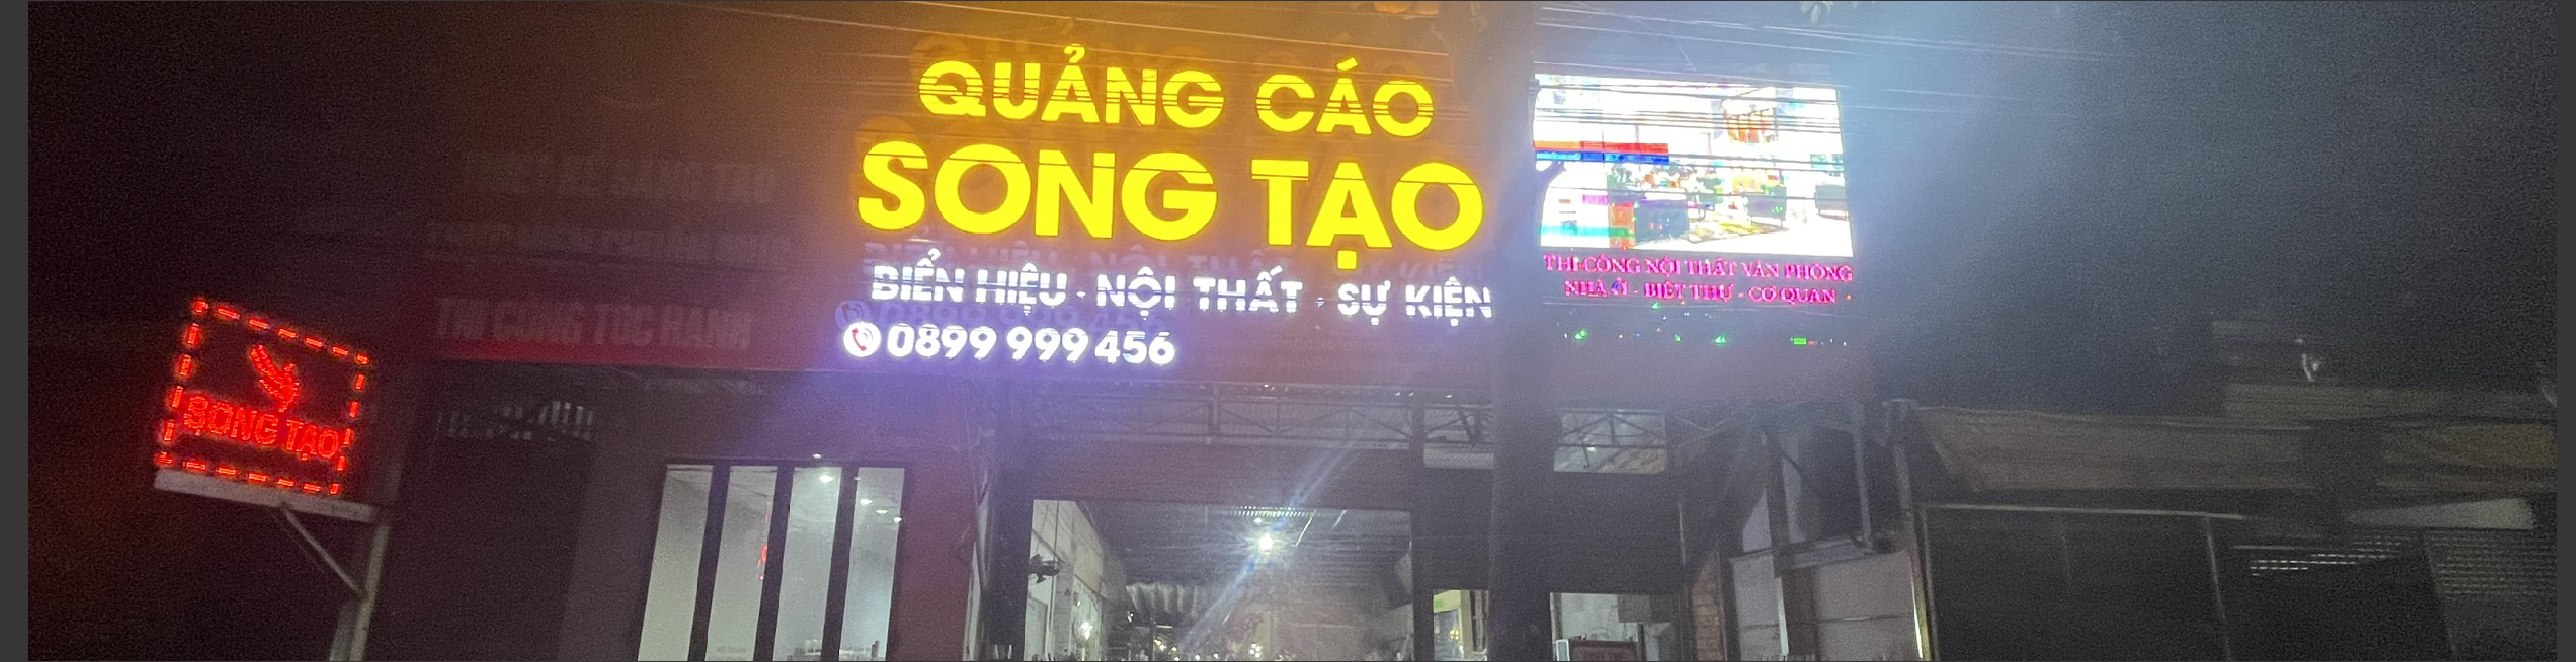 QUẢNG CÁO
SONG TẠO
BIỂN HIỆU · NỘI THẤT · SỰ KIỆN
0899 999 456
THI CÔNG NỘI THẤT VĂN PHÒNG
NHÀ Ở - BIỆT THỰ - CƠ QUAN
THI CÔNG TỐC HÀNH
SONG TẠO